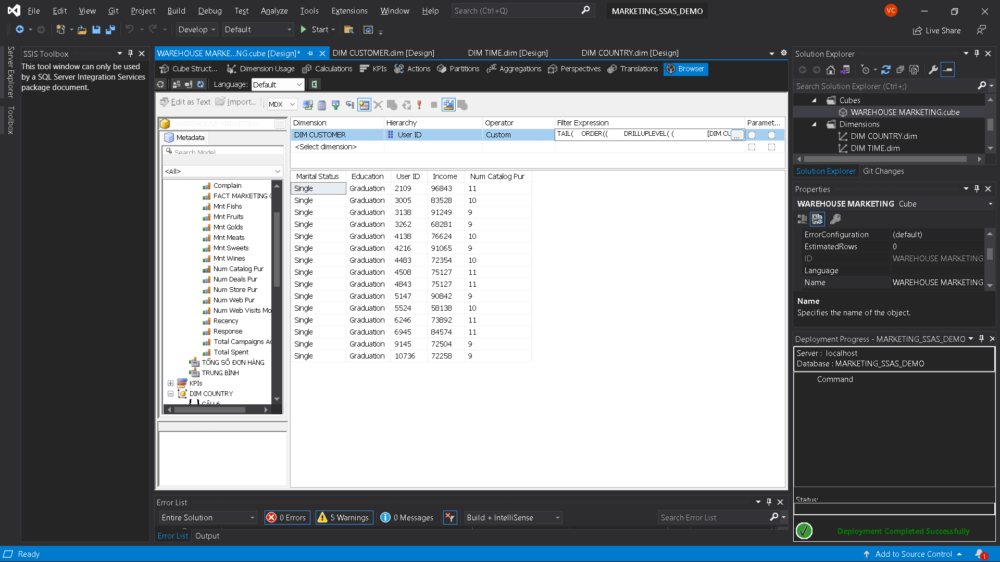 File Edit View Git Project Build Debug Test Analyze Tools Extensions Window Help Search (Ctrl+Q) MARKETING_SSAS_DEMO VC
Develop Default Start Live Share
Server Explorer
Toolbox
SSIS Toolbox
This tool window can only be used
by a SQL Server Integration Services
package document.
WAREHOUSE MARKE...NG.cube [Design]* DIM CUSTOMER.dim [Design] DIM TIME.dim [Design] DIM COUNTRY.dim [Design]
Cube Struct... Dimension Usage Calculations KPIs Actions Partitions Aggregations Perspectives Translations Browser
Language: Default
Edit as Text Import... MDX
WAREHOUSE MARKETING
Metadata
Search Model
<All>
Complain
FACT MARKETING
Mnt Fishs
Mnt Fruits
Mnt Golds
Mnt Meats
Mnt Sweets
Mnt Wines
Num Catalog Pur
Num Deals Pur
Num Store Pur
Num Web Pur
Num Web Visits Mo
Recency
Response
Total Campaigns Ac
Total Spent
TỔNG SỐ ĐƠN HÀNG
TRUNG BÌNH
KPIs
DIM COUNTRY
CÂU 6
Dimension Hierarchy Operator Filter Expression Paramet...
DIM CUSTOMER User ID Custom TAIL( ORDER(( DRILLUPLEVEL( ( [DIM CU ...
<Select dimension>
Marital Status Education User ID Income Num Catalog Pur
Single Graduation 2109 96843 11
Single Graduation 3005 83528 10
Single Graduation 3138 91249 9
Single Graduation 3262 68281 9
Single Graduation 4138 76624 10
Single Graduation 4216 91065 9
Single Graduation 4483 72354 10
Single Graduation 4508 75127 11
Single Graduation 4843 75127 11
Single Graduation 5147 90842 9
Single Graduation 5524 58138 10
Single Graduation 6246 73892 11
Single Graduation 6945 84574 11
Single Graduation 9145 72504 9
Single Graduation 10736 72258 9
Error List
Entire Solution 0 Errors 5 Warnings 0 Messages Build + IntelliSense Search Error List
Error List Output
Solution Explorer
Search Solution Explorer (Ctrl+;)
Cubes
WAREHOUSE MARKETING.cube
Dimensions
DIM COUNTRY.dim
DIM TIME.dim
Solution Explorer Git Changes
Properties
WAREHOUSE MARKETING Cube
ErrorConfiguration (default)
EstimatedRows 0
ID WAREHOUSE MARKETING
Language
Name WAREHOUSE MARKETING
Name
Specifies the name of the object.
Deployment Progress - MARKETING_SSAS_DEMO
Server : localhost
Database : MARKETING_SSAS_DEMO
Command
Status:
Deployment Completed Successfully
Ready Add to Source Control 1